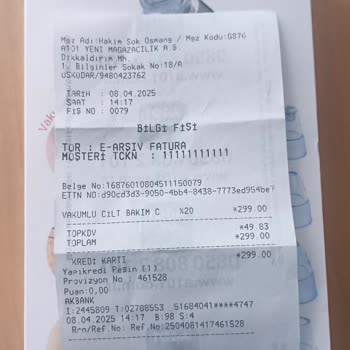 Mgz Adı:Hakim Sok Osmang / Mgz Kodu:G874
A101 YENİ MAGAZACILIK A.Ş.
Dikkaldırım Mh.
1. Bilginler Sokak No:18/A
ÜSKÜDAR/9480423762
TARİH : 08.04.2025
SAAT : 14:17
FİŞ NO : 0079
BİLGİ FİŞİ
TÜR : E-ARŞİV FATURA
MÜŞTERİ TCKN : 11111111111
Belge No:16876010804511150079
ETTN NO:d90cd3d3-9050-4bb4-8438-7773ed954be7
VAKUMLU CİLT BAKIM C %20 *299.00
TOPKDV *49.83
TOPLAM *299.00
KREDİ KARTI *299.00
Yapıkredi Peşin (1)
Provizyon No : 461528
Puan:0,00
AKBANK
İ:2445809 T:02788553 51684041****4747
08.04.2025 14:17 B:98 S:4
Rrn/Ref.No: Ref.No:2504081417461528